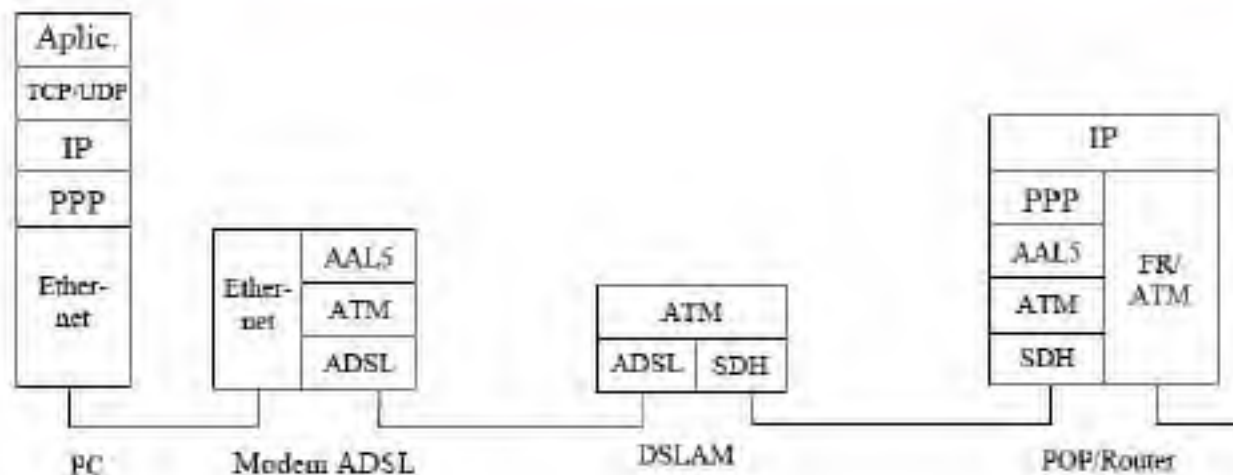 Aplic.
TCP/UDP
IP
PPP
Ether-
net
PC
Ether-
net
AAL5
ATM
ADSL
Modem ADSL
ATM
ADSL
SDH
DSLAM
IP
PPP
AAL5
ATM
SDH
FR/
ATM
POP/Router